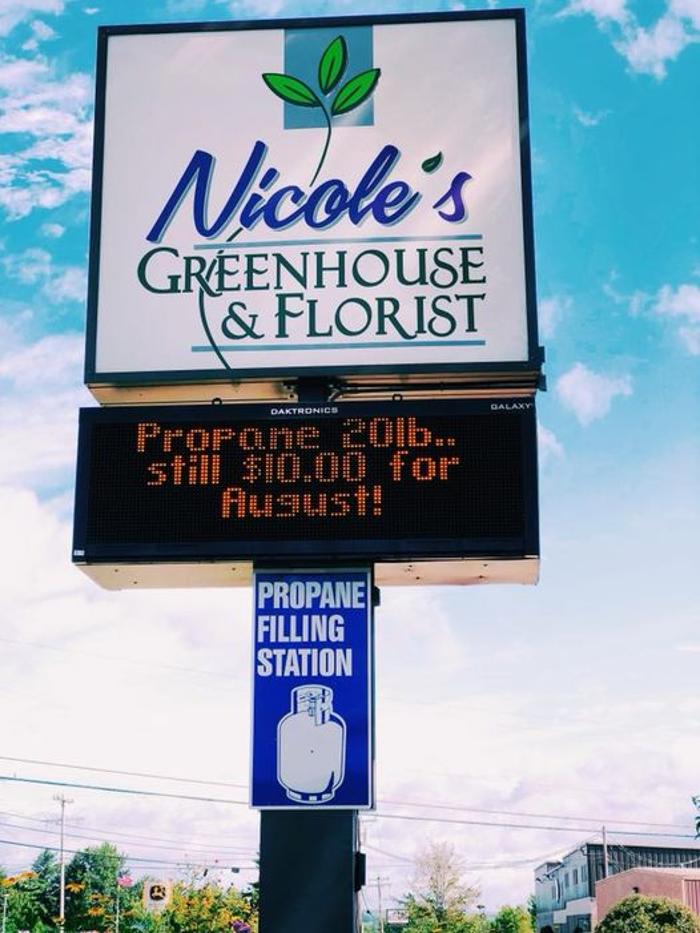 Nicole's
GREENHOUSE
& FLORIST
DAKTRONICS GALAXY
Propane 20lb..
still $10.00 for
August!
PROPANE
FILLING
STATION